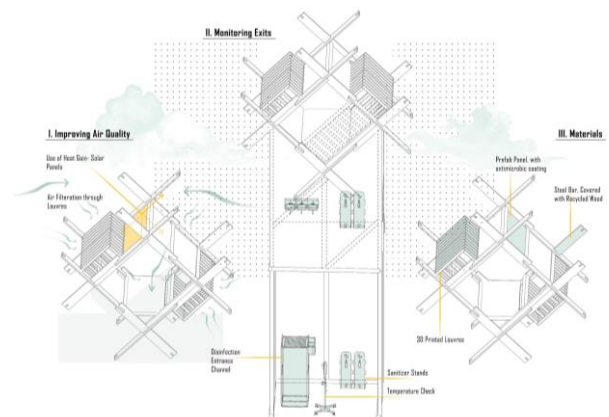 II. Monitoring Exits
I. Improving Air Quality
Use of Heat Gain- Solar
Panels
Air Filteration through
Louvres
III. Materials
Prefab Panel, with
antimicrobic coating
Steel Bar, Covered
with Recycled Wood
3D Printed Louvres
Disinfection
Entrance
Channel
Sanitizer Stands
Temperature Check